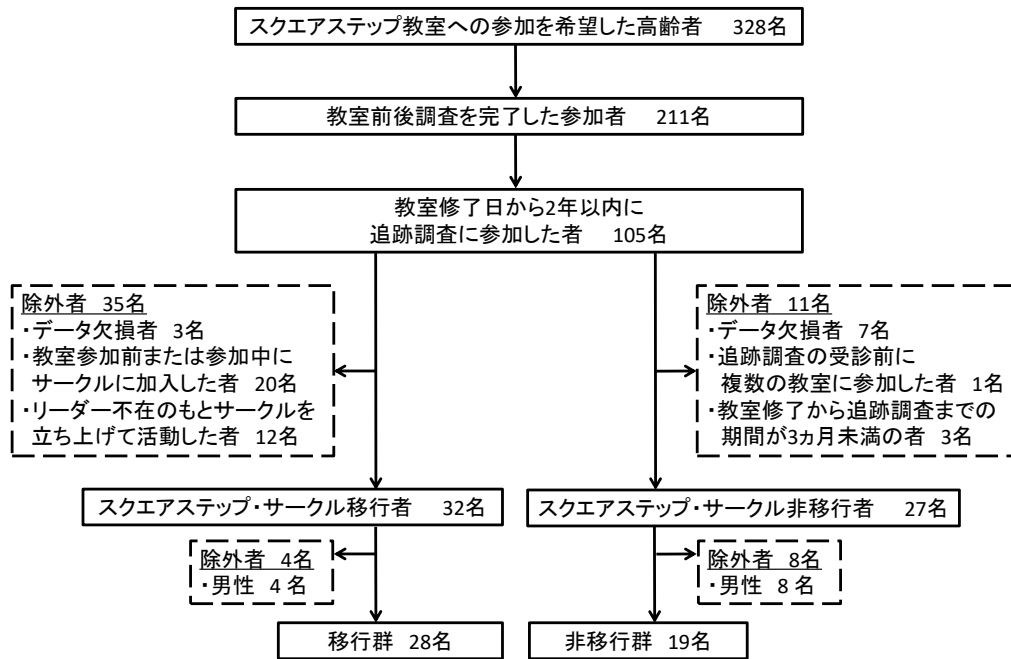 スクエアステップ教室への参加を希望した高齢者 328名
教室前後調査を完了した参加者 211名
教室修了日から2年以内に
追跡調査に参加した者 105名
除外者 35名
・データ欠損者 3名
・教室参加前または参加中に
サークルに加入した者 20名
・リーダー不在のもとサークルを
立ち上げて活動した者 12名
除外者 11名
・データ欠損者 7名
・追跡調査の受診前に
複数の教室に参加した者 1名
・教室修了から追跡調査までの
期間が3ヵ月未満の者 3名
スクエアステップ・サークル移行者 32名
スクエアステップ・サークル非移行者 27名
除外者 4名
・男性 4 名
除外者 8名
・男性 8 名
移行群 28名
非移行群 19名